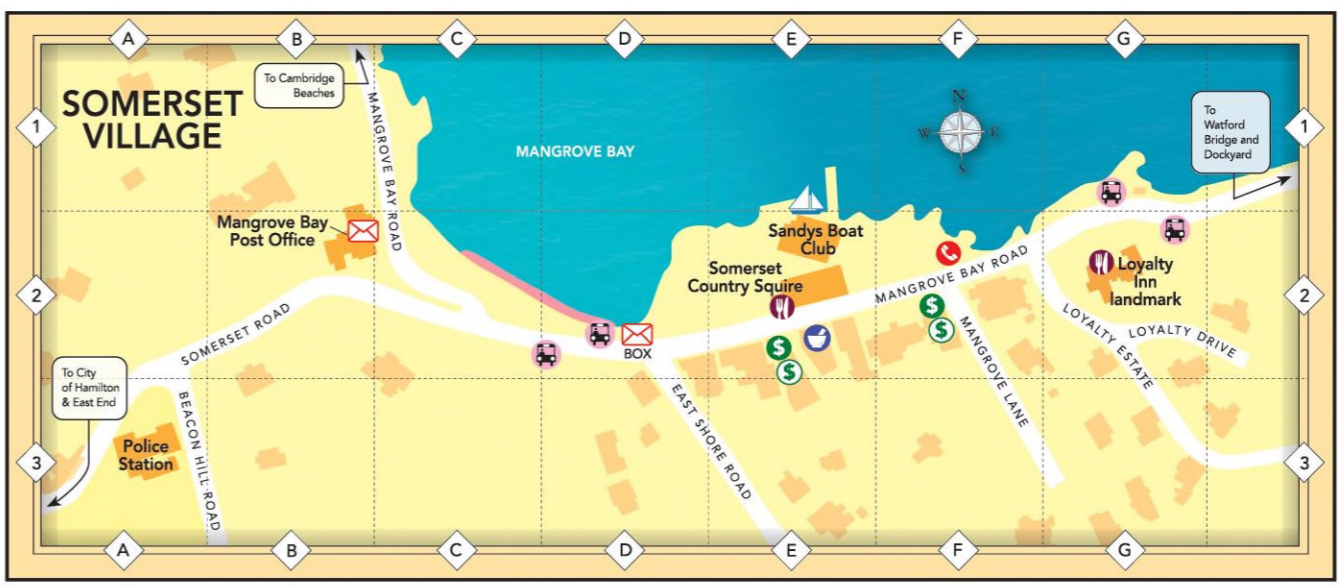 A
B
C
D
E
F
G
To Cambridge
Beaches
SOMERSET
VILLAGE
1
MANGROVE BAY ROAD
MANGROVE BAY
N
W
E
S
To
Watford
Bridge and
Dockyard
1
Mangrove Bay
Post Office
Sandys Boat
Club
Somerset
Country Squire
MANGROVE BAY ROAD
Loyalty
Inn
landmark
2
2
SOMERSET ROAD
BOX
$
$
$
$
MANGROVE LANE
LOYALTY ESTATE
LOYALTY DRIVE
To City
of Hamilton
& East End
BEACON HILL ROAD
EAST SHORE ROAD
Police
Station
3
3
A
B
C
D
E
F
G